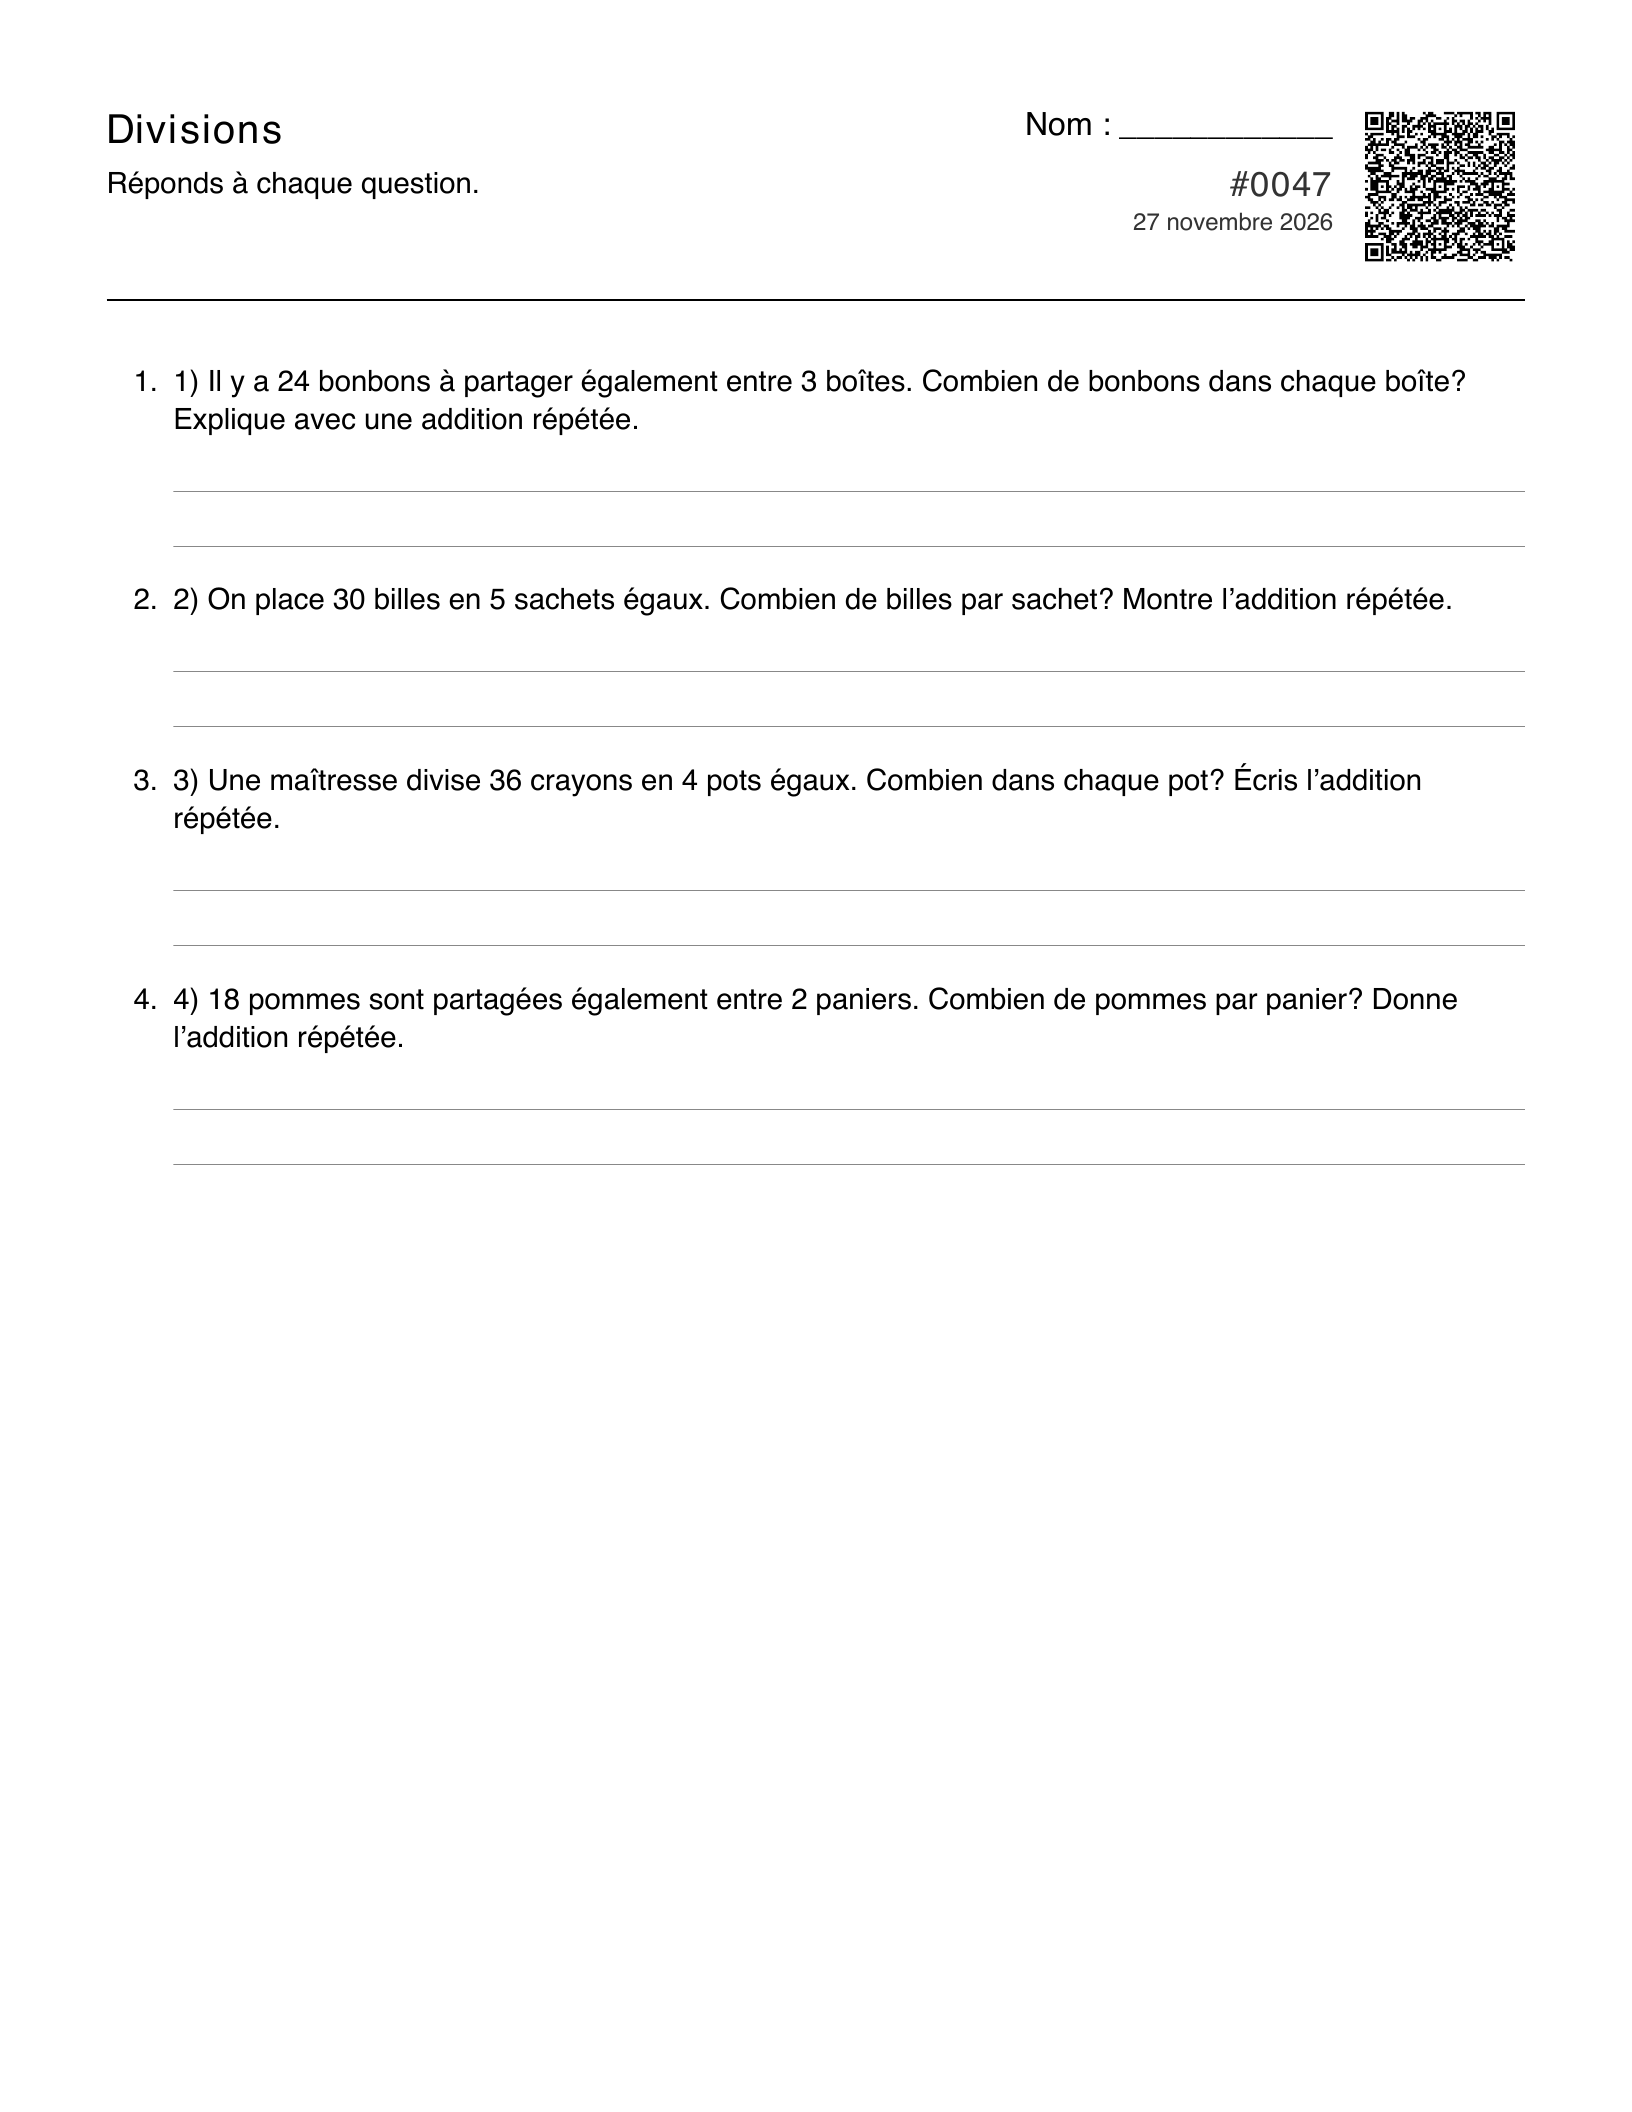 Divisions
Réponds à chaque question.
Nom : ____________
#0047
27 novembre 2026
1. 1) Il y a 24 bonbons à partager également entre 3 boîtes. Combien de bonbons dans chaque boîte?
Explique avec une addition répétée.
2. 2) On place 30 billes en 5 sachets égaux. Combien de billes par sachet? Montre l’addition répétée.
3. 3) Une maîtresse divise 36 crayons en 4 pots égaux. Combien dans chaque pot? Écris l’addition
répétée.
4. 4) 18 pommes sont partagées également entre 2 paniers. Combien de pommes par panier? Donne
l’addition répétée.